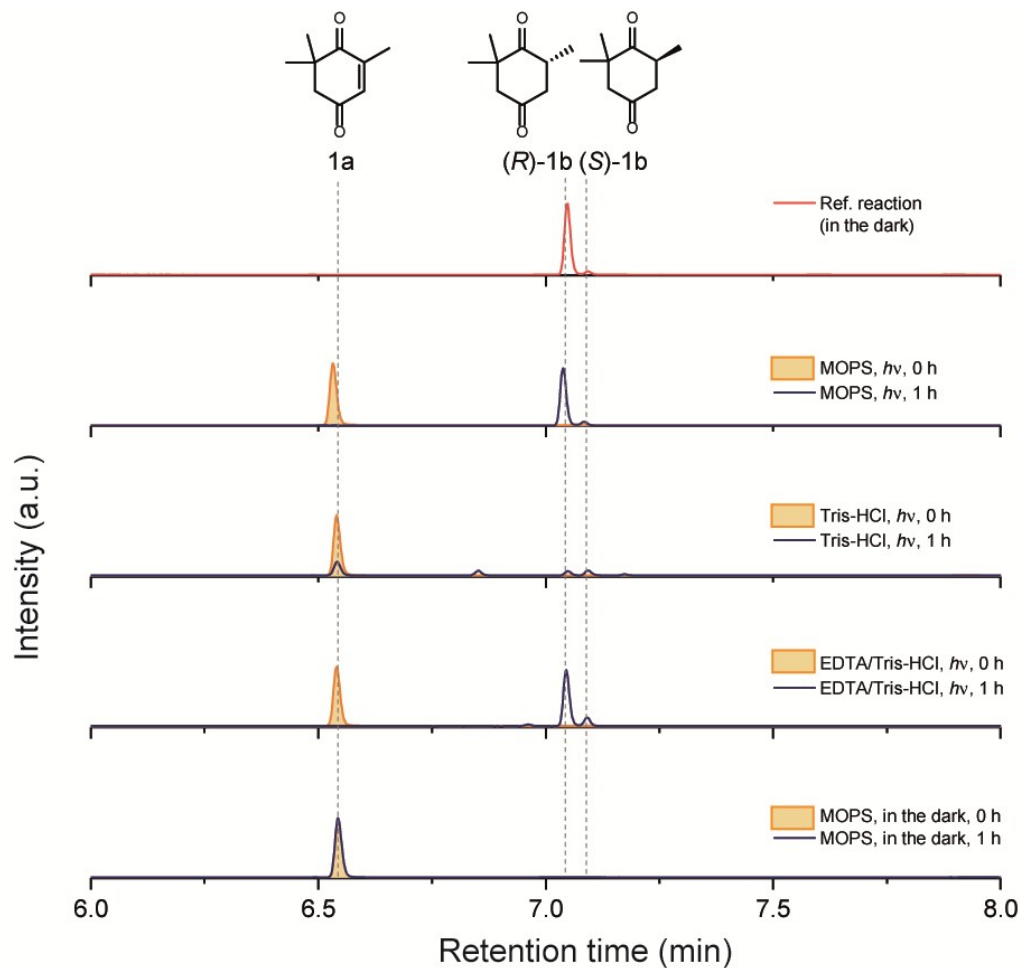 O
O
O
O
O
O
1a
(R)-1b
(S)-1b
Ref. reaction
(in the dark)
MOPS, hν, 0 h
MOPS, hν, 1 h
Tris-HCl, hν, 0 h
Tris-HCl, hν, 1 h
EDTA/Tris-HCl, hν, 0 h
EDTA/Tris-HCl, hν, 1 h
MOPS, in the dark, 0 h
MOPS, in the dark, 1 h
Intensity (a.u.)
6.0
6.5
7.0
7.5
8.0
Retention time (min)